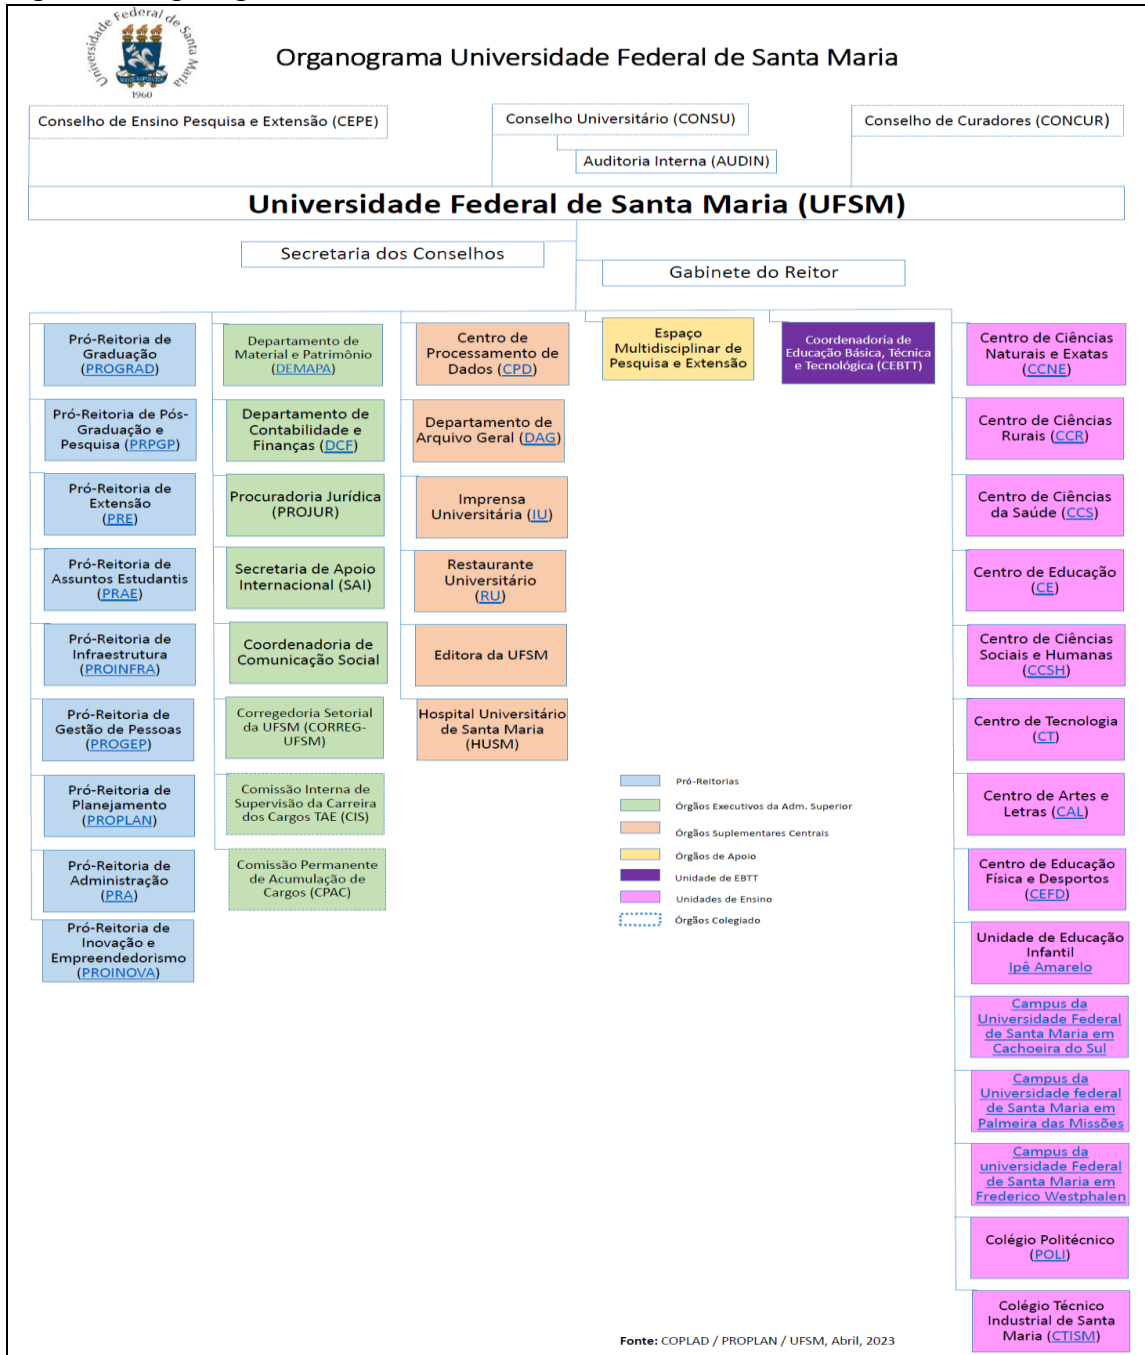 Universidade Federal de Santa Maria
1960
Organograma Universidade Federal de Santa Maria
Conselho de Ensino Pesquisa e Extensão (CEPE)
Conselho Universitário (CONSU)
Conselho de Curadores (CONCUR)
Auditoria Interna (AUDIN)
Universidade Federal de Santa Maria (UFSM)
Secretaria dos Conselhos
Gabinete do Reitor
Pró-Reitoria de
Graduação
(PROGRAD)
Pró-Reitoria de Pós-
Graduação e
Pesquisa (PRPGP)
Pró-Reitoria de
Extensão
(PRE)
Pró-Reitoria de
Assuntos Estudantis
(PRAE)
Pró-Reitoria de
Infraestrutura
(PROINFRA)
Pró-Reitoria de
Gestão de Pessoas
(PROGEP)
Pró-Reitoria de
Planejamento
(PROPLAN)
Pró-Reitoria de
Administração
(PRA)
Pró-Reitoria de
Inovação e
Empreendedorismo
(PROINOVA)
Departamento de
Material e Patrimônio
(DEMAPA)
Departamento de
Contabilidade e
Finanças (DCF)
Procuradoria Jurídica
(PROJUR)
Secretaria de Apoio
Internacional (SAI)
Coordenadoria de
Comunicação Social
Corregedoria Setorial
da UFSM (CORREG-
UFSM)
Comissão Interna de
Supervisão da Carreira
dos Cargos TAE (CIS)
Comissão Permanente
de Acumulação de
Cargos (CPAC)
Centro de
Processamento de
Dados (CPD)
Departamento de
Arquivo Geral (DAG)
Imprensa
Universitária (IU)
Restaurante
Universitário
(RU)
Editora da UFSM
Hospital Universitário
de Santa Maria
(HUSM)
Espaço
Multidisciplinar de
Pesquisa e Extensão
Coordenadoria de
Educação Básica, Técnica
e Tecnológica (CEBTT)
Centro de Ciências
Naturais e Exatas
(CCNE)
Centro de Ciências
Rurais (CCR)
Centro de Ciências
da Saúde (CCS)
Centro de Educação
(CE)
Centro de Ciências
Sociais e Humanas
(CCSH)
Centro de Tecnologia
(CT)
Centro de Artes e
Letras (CAL)
Centro de Educação
Física e Desportos
(CEFD)
Unidade de Educação
Infantil
Ipê Amarelo
Campus da
Universidade Federal
de Santa Maria em
Cachoeira do Sul
Campus da
Universidade federal
de Santa Maria em
Palmeira das Missões
Campus da
universidade Federal
de Santa Maria em
Frederico Westphalen
Colégio Politécnico
(POLI)
Colégio Técnico
Industrial de Santa
Maria (CTISM)
Pró-Reitorias
Órgãos Executivos da Adm. Superior
Órgãos Suplementares Centrais
Órgãos de Apoio
Unidade de EBTT
Unidades de Ensino
Órgãos Colegiado
Fonte: COPLAD / PROPLAN / UFSM, Abril, 2023